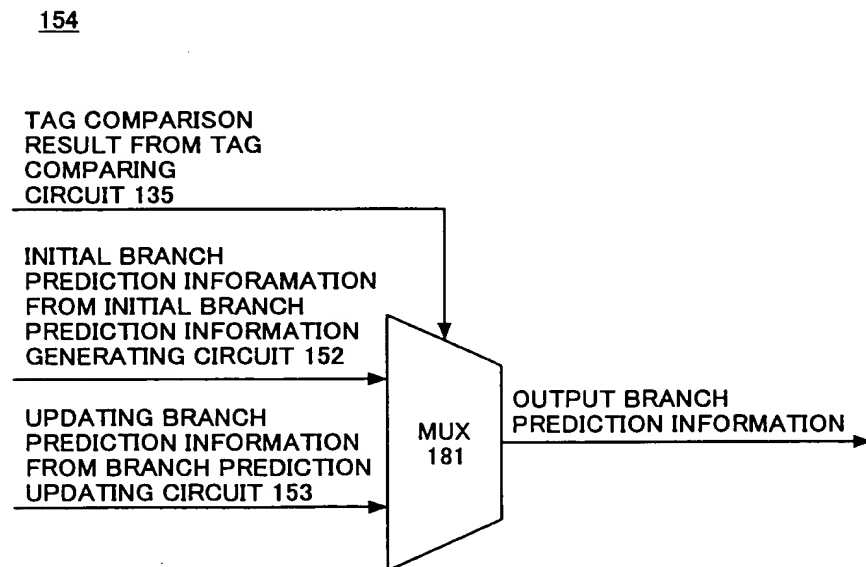 154
TAG COMPARISON
RESULT FROM TAG
COMPARING
CIRCUIT 135
INITIAL BRANCH
PREDICTION INFORAMATION
FROM INITIAL BRANCH
PREDICTION INFORMATION
GENERATING CIRCUIT 152
UPDATING BRANCH
PREDICTION INFORMATION
FROM BRANCH PREDICTION
UPDATING CIRCUIT 153
MUX
181
OUTPUT BRANCH
PREDICTION INFORMATION